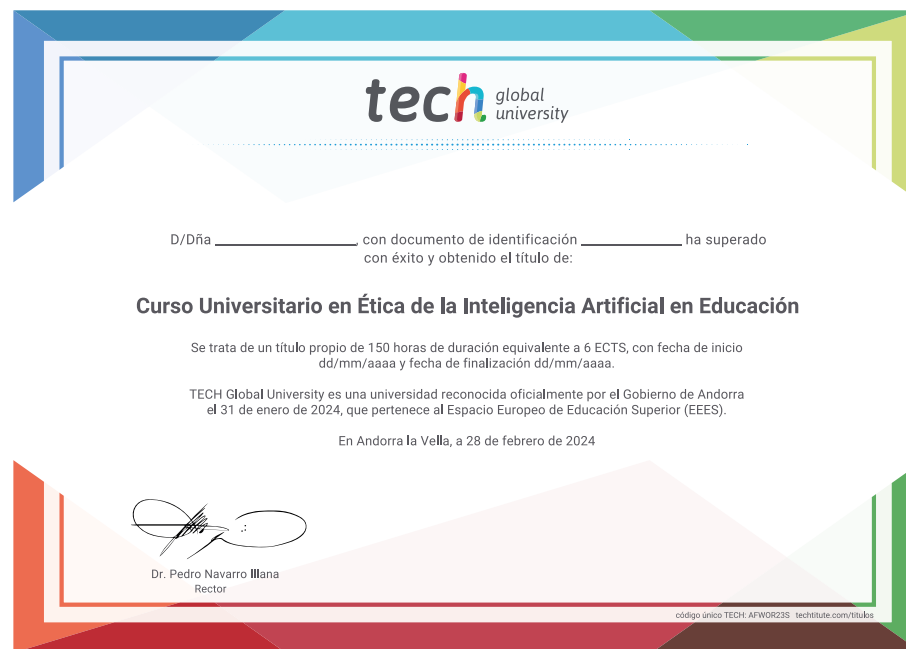 tech global university
D/Dña ____________________, con documento de identificación ______________ ha superado
con éxito y obtenido el título de:
Curso Universitario en Ética de la Inteligencia Artificial en Educación
Se trata de un título propio de 150 horas de duración equivalente a 6 ECTS, con fecha de inicio
dd/mm/aaaa y fecha de finalización dd/mm/aaaa.
TECH Global University es una universidad reconocida oficialmente por el Gobierno de Andorra
el 31 de enero de 2024, que pertenece al Espacio Europeo de Educación Superior (EEES).
En Andorra la Vella, a 28 de febrero de 2024
Dr. Pedro Navarro Illana
Rector
código único TECH: AFWOR23S techtitute.com/titulos